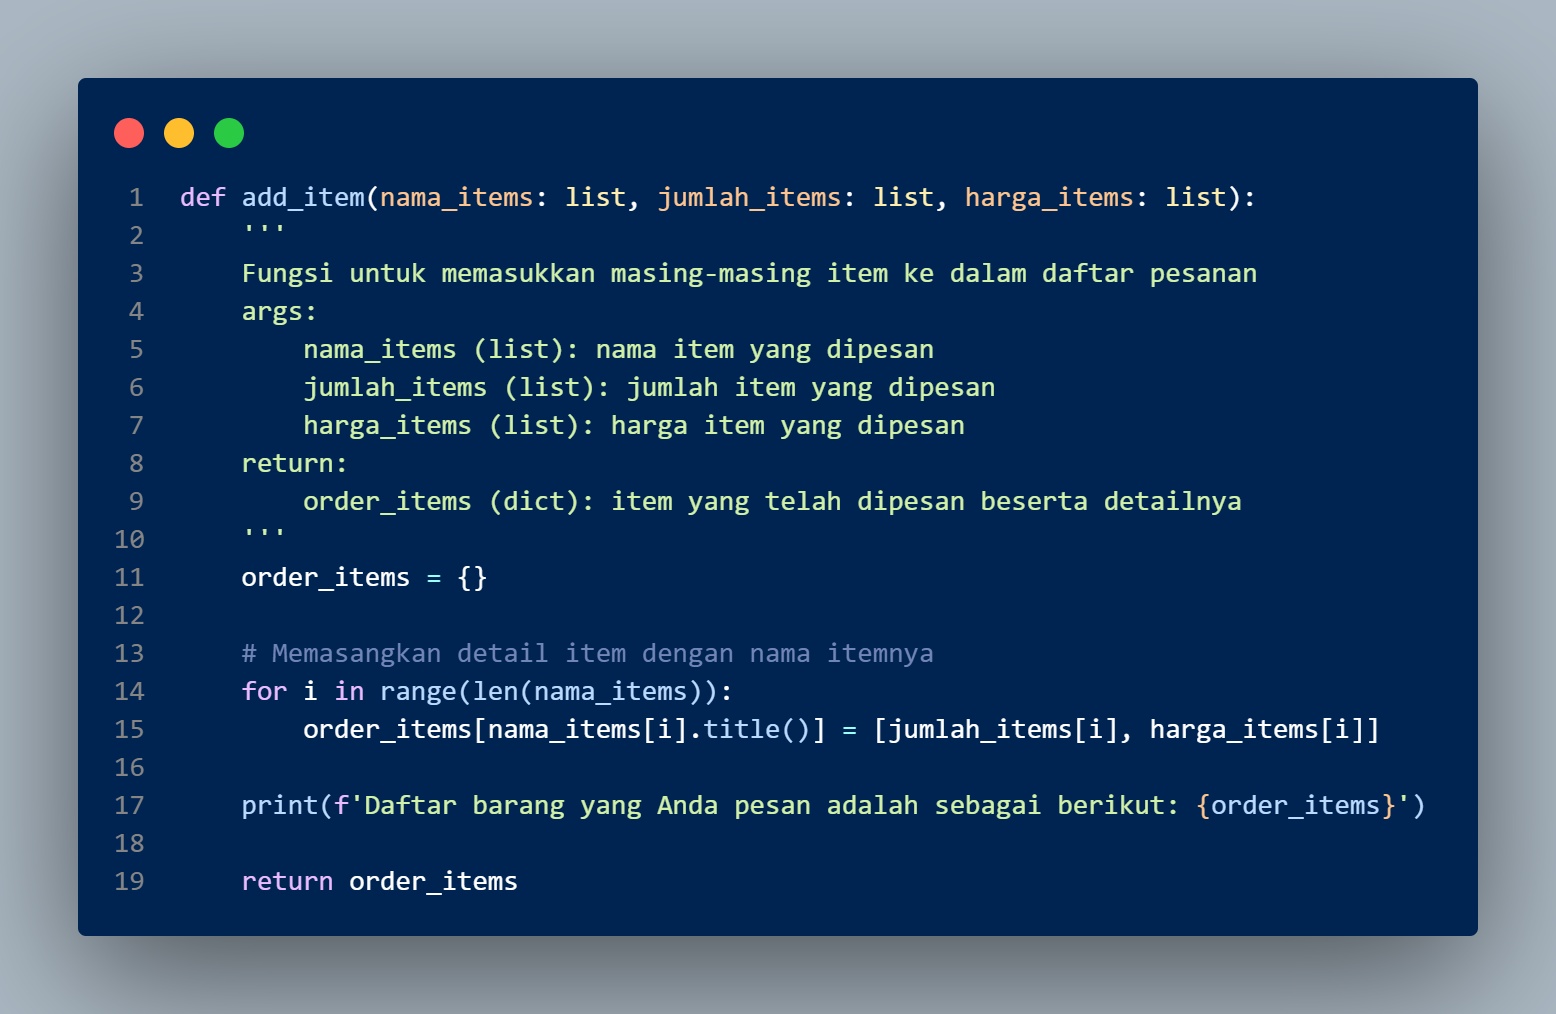 1 def add_item(nama_items: list, jumlah_items: list, harga_items: list):
2     '''
3     Fungsi untuk memasukkan masing-masing item ke dalam daftar pesanan
4     args:
5         nama_items (list): nama item yang dipesan
6         jumlah_items (list): jumlah item yang dipesan
7         harga_items (list): harga item yang dipesan
8     return:
9         order_items (dict): item yang telah dipesan beserta detailnya
10     '''
11     order_items = {}
12
13     # Memasangkan detail item dengan nama itemnya
14     for i in range(len(nama_items)):
15         order_items[nama_items[i].title()] = [jumlah_items[i], harga_items[i]]
16
17     print(f'Daftar barang yang Anda pesan adalah sebagai berikut: {order_items}')
18
19     return order_items